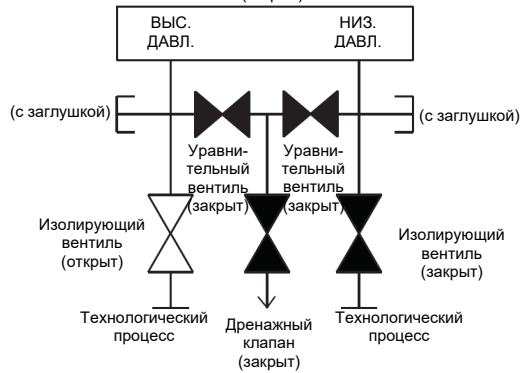 ВЫС.
ДАВЛ.
НИЗ.
ДАВЛ.
(с заглушкой)
(с заглушкой)
Уравни-
тельный
вентиль
(закрыт)
Уравни-
тельный
вентиль
(закрыт)
Изолирующий
вентиль
(открыт)
Изолирующий
вентиль
(закрыт)
Технологический
процесс
Дренажный
клапан
(закрыт)
Технологический
процесс